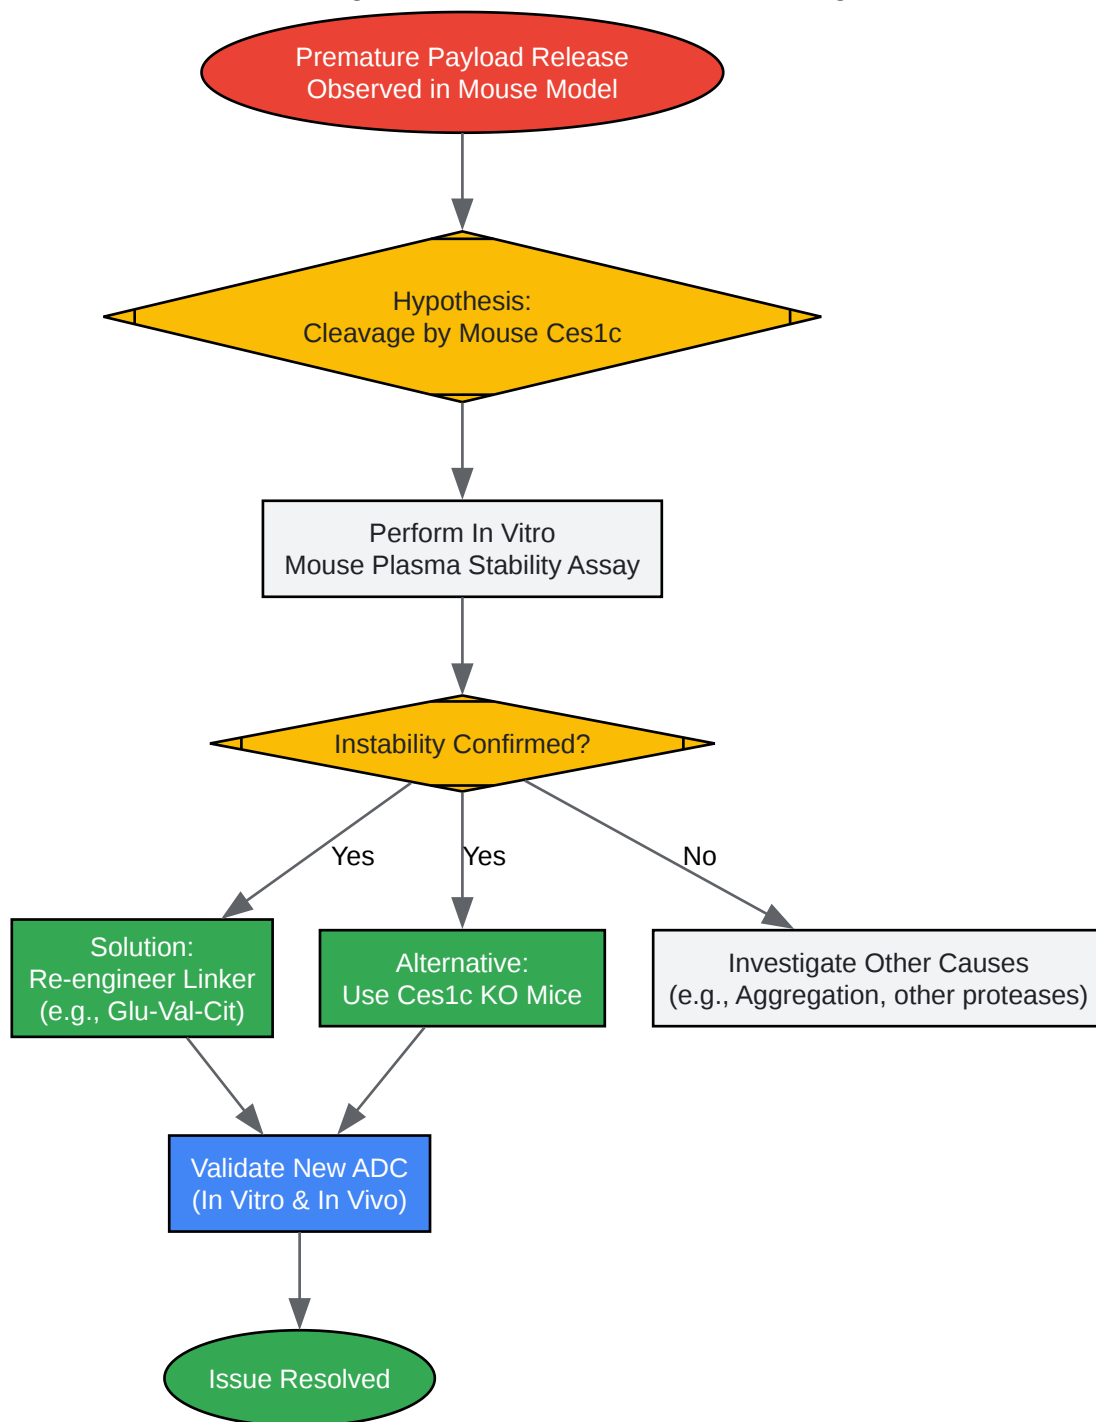 Premature Payload Release
Observed in Mouse Model
Hypothesis:
Cleavage by Mouse Ces1c
Perform In Vitro
Mouse Plasma Stability Assay
Instability Confirmed?
Yes
Yes
No
Solution:
Re-engineer Linker
(e.g., Glu-Val-Cit)
Alternative:
Use Ces1c KO Mice
Investigate Other Causes
(e.g., Aggregation, other proteases)
Validate New ADC
(In Vitro & In Vivo)
Issue Resolved